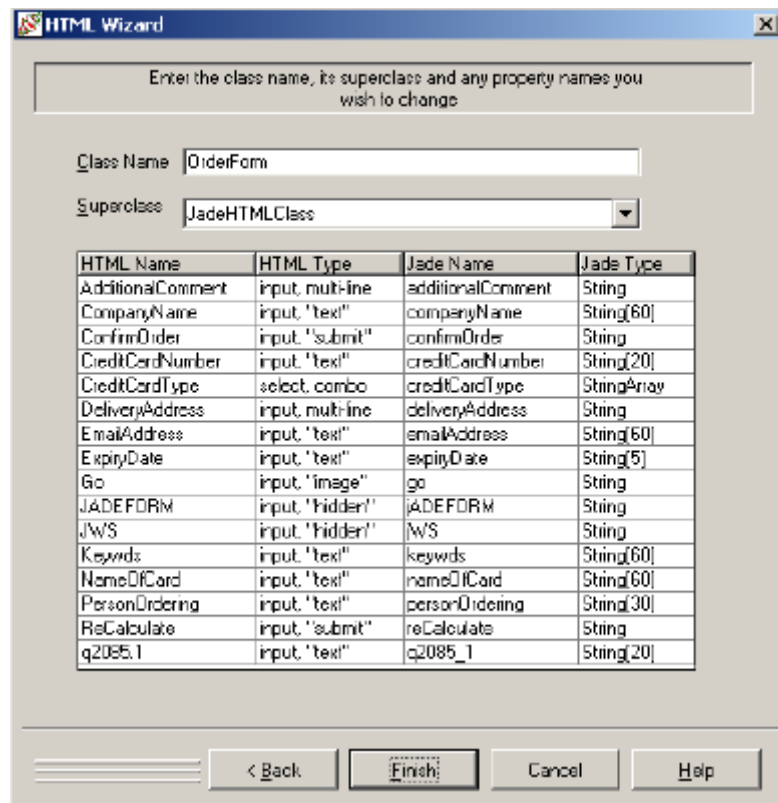 HTML Wizard
Enter the class name, its superclass and any property names you
wish to change
Class Name OrderForm
Superclass JadeHTMLClass
HTML Name HTML Type Jade Name Jade Type
AdditionalComment input, multi-line additionalComment String
CompanyName input, "text" companyName String[60]
ConfirmOrder input, "submit" confirmOrder String
CreditCardNumber input, "text" creditCardNumber String[20]
CreditCardType select, combo creditCardType StringArray
DeliveryAddress input, multi-line deliveryAddress String
EmailAddress input, "text" emailAddress String[60]
ExpiryDate input, "text" expiryDate String[5]
Go input, "image" go String
JADEFORM input, "hidden" jADEFORM String
JWS input, "hidden" jWS String
Keywds input, "text" keywds String[60]
NameOfCard input, "text" nameOfCard String[60]
PersonOrdering input, "text" personOrdering String[30]
ReCalculate input, "submit" reCalculate String
q2085.1 input, "text" q2085_1 String[20]
< Back Finish Cancel Help